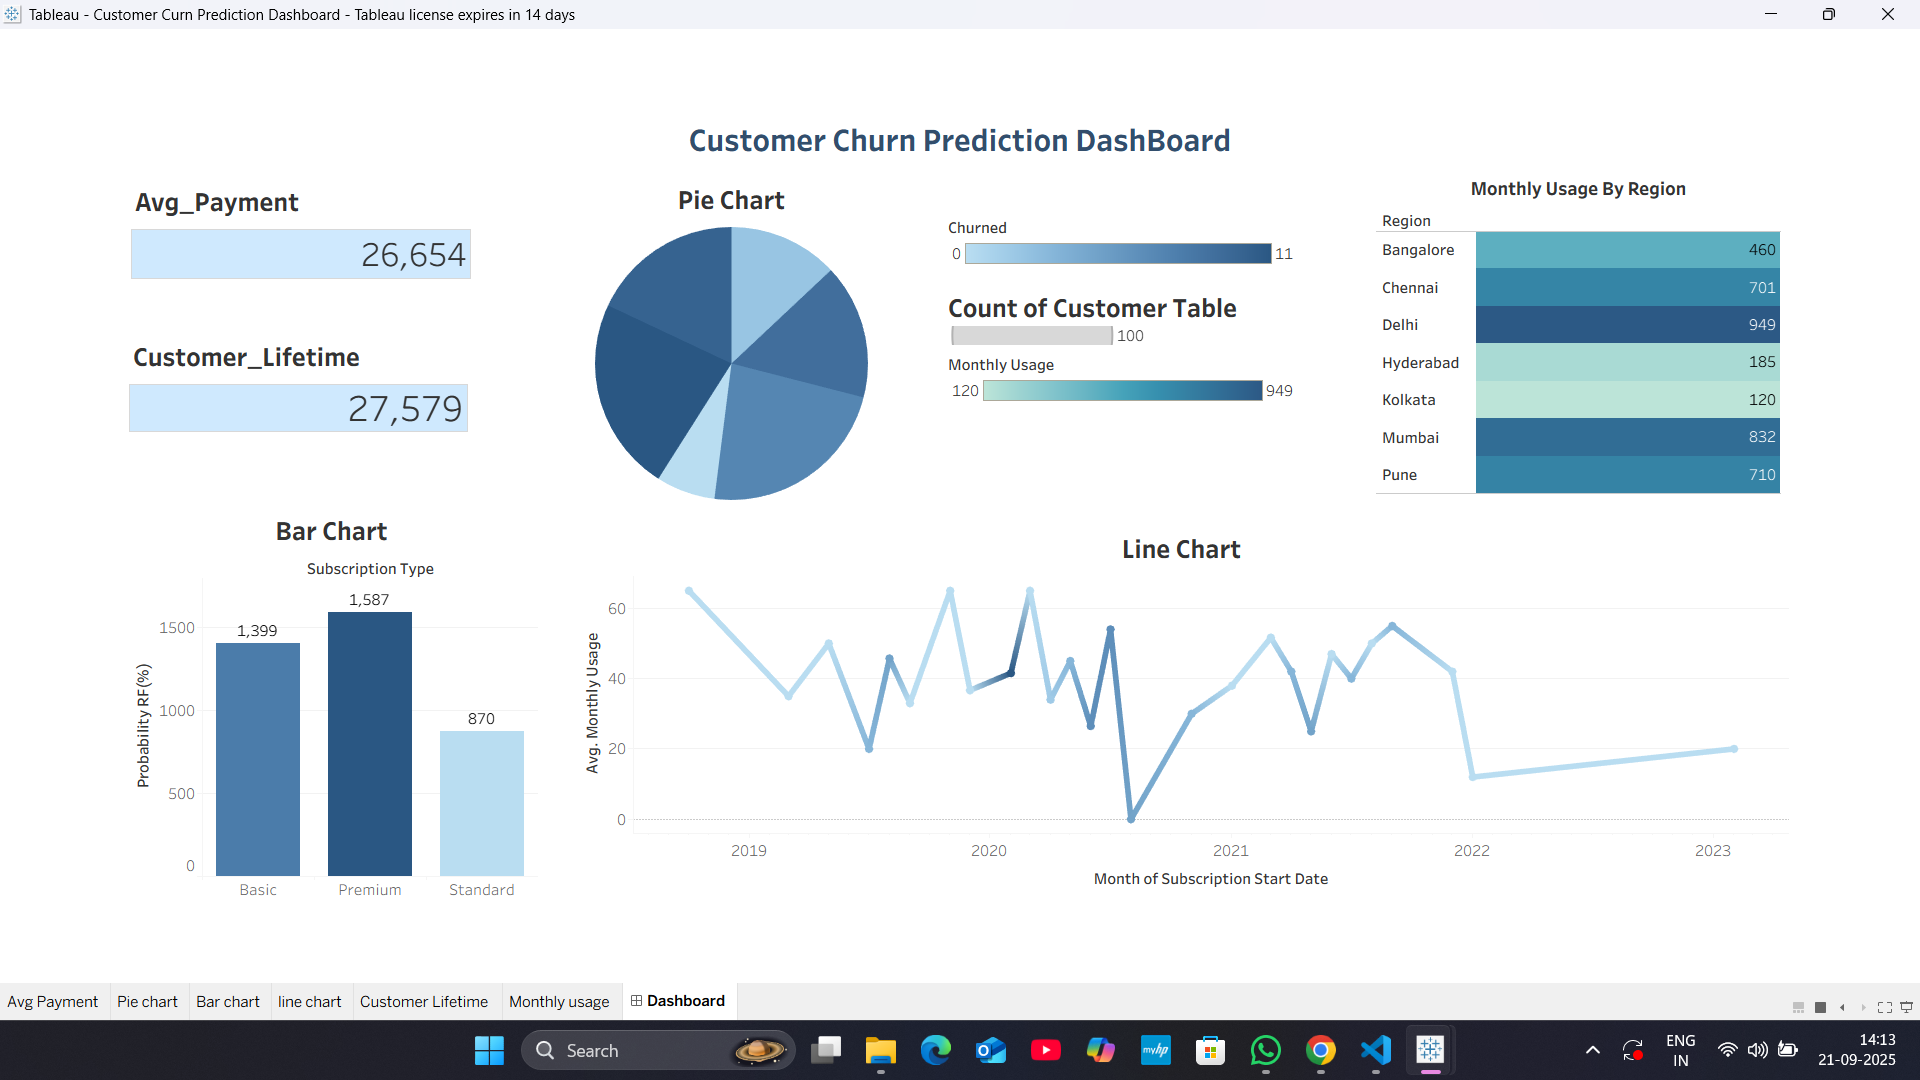 Tableau - Customer Curn Prediction Dashboard - Tableau license expires in 14 days
Customer Churn Prediction DashBoard
Avg_Payment
26,654
Customer_Lifetime
27,579
Pie Chart
Churned
0 11
Count of Customer Table
100
Monthly Usage
120 949
Monthly Usage By Region
Region
Bangalore 460
Chennai 701
Delhi 949
Hyderabad 185
Kolkata 120
Mumbai 832
Pune 710
Bar Chart
Subscription Type
Probability RF(%)
1500
1000
500
0
1,399
1,587
870
Basic Premium Standard
Line Chart
Avg. Monthly Usage
60
40
20
0
2019 2020 2021 2022 2023
Month of Subscription Start Date
Avg Payment Pie chart Bar chart line chart Customer Lifetime Monthly usage Dashboard
Search
myhp
ENG
IN
14:13
21-09-2025